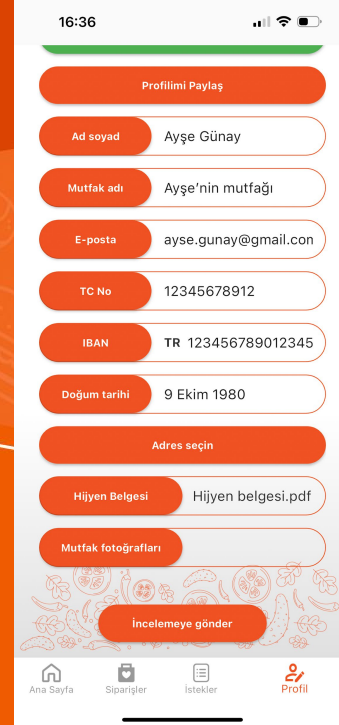 16:36
Profilimi Paylaş
Ad soyad Ayşe Günay
Mutfak adı Ayşe'nin mutfağı
E-posta ayse.gunay@gmail.con
TC No 12345678912
IBAN TR 123456789012345
Doğum tarihi 9 Ekim 1980
Adres seçin
Hijyen Belgesi Hijyen belgesi.pdf
Mutfak fotoğrafları
İncelemeye gönder
Ana Sayfa Siparişler İstekler Profil